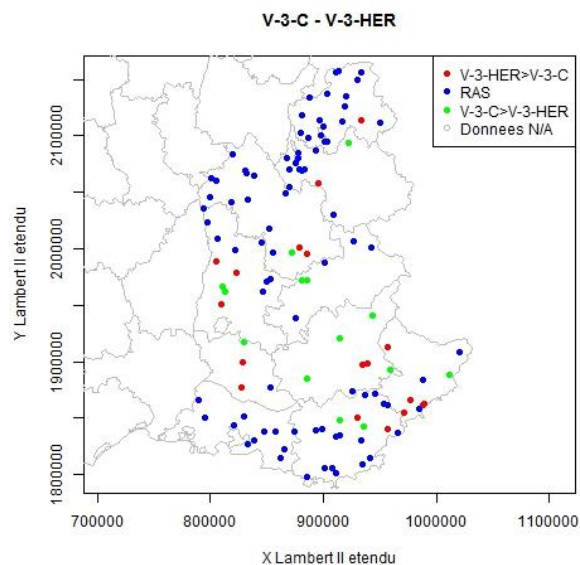 V-3-C - V-3-HER
V-3-HER>V-3-C
RAS
V-3-C>V-3-HER
Donnees N/A
Y Lambert II etendu
2100000
2000000
1900000
1800000
700000 800000 900000 1000000 1100000
X Lambert II etendu